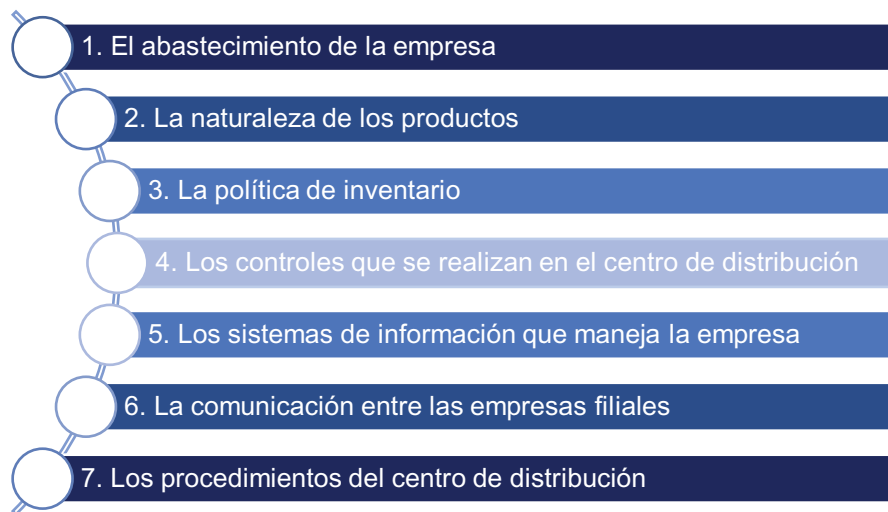 1. El abastecimiento de la empresa
2. La naturaleza de los productos
3. La política de inventario
4. Los controles que se realizan en el centro de distribución
5. Los sistemas de información que maneja la empresa
6. La comunicación entre las empresas filiales
7. Los procedimientos del centro de distribución